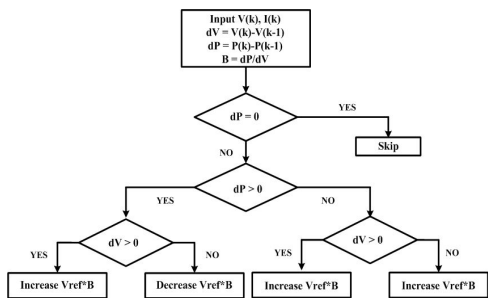 Input V(k), I(k)
dV = V(k)-V(k-1)
dP = P(k)-P(k-1)
B = dP/dV
dP = 0
YES
Skip
NO
dP > 0
YES
NO
dV > 0
dV > 0
YES
NO
YES
NO
Increase Vref*B
Decrease Vref*B
Increase Vref*B
Increase Vref*B